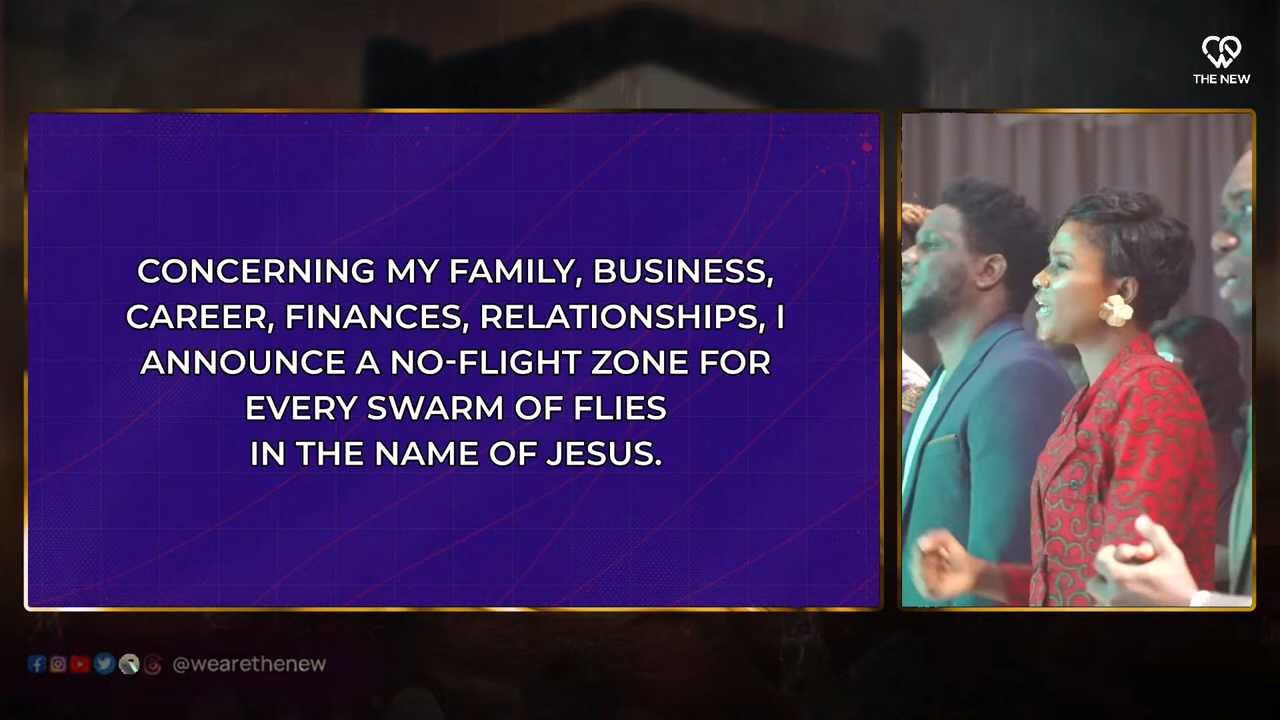 THE NEW
CONCERNING MY FAMILY, BUSINESS,
CAREER, FINANCES, RELATIONSHIPS, I
ANNOUNCE A NO-FLIGHT ZONE FOR
EVERY SWARM OF FLIES
IN THE NAME OF JESUS.
@wearethenew